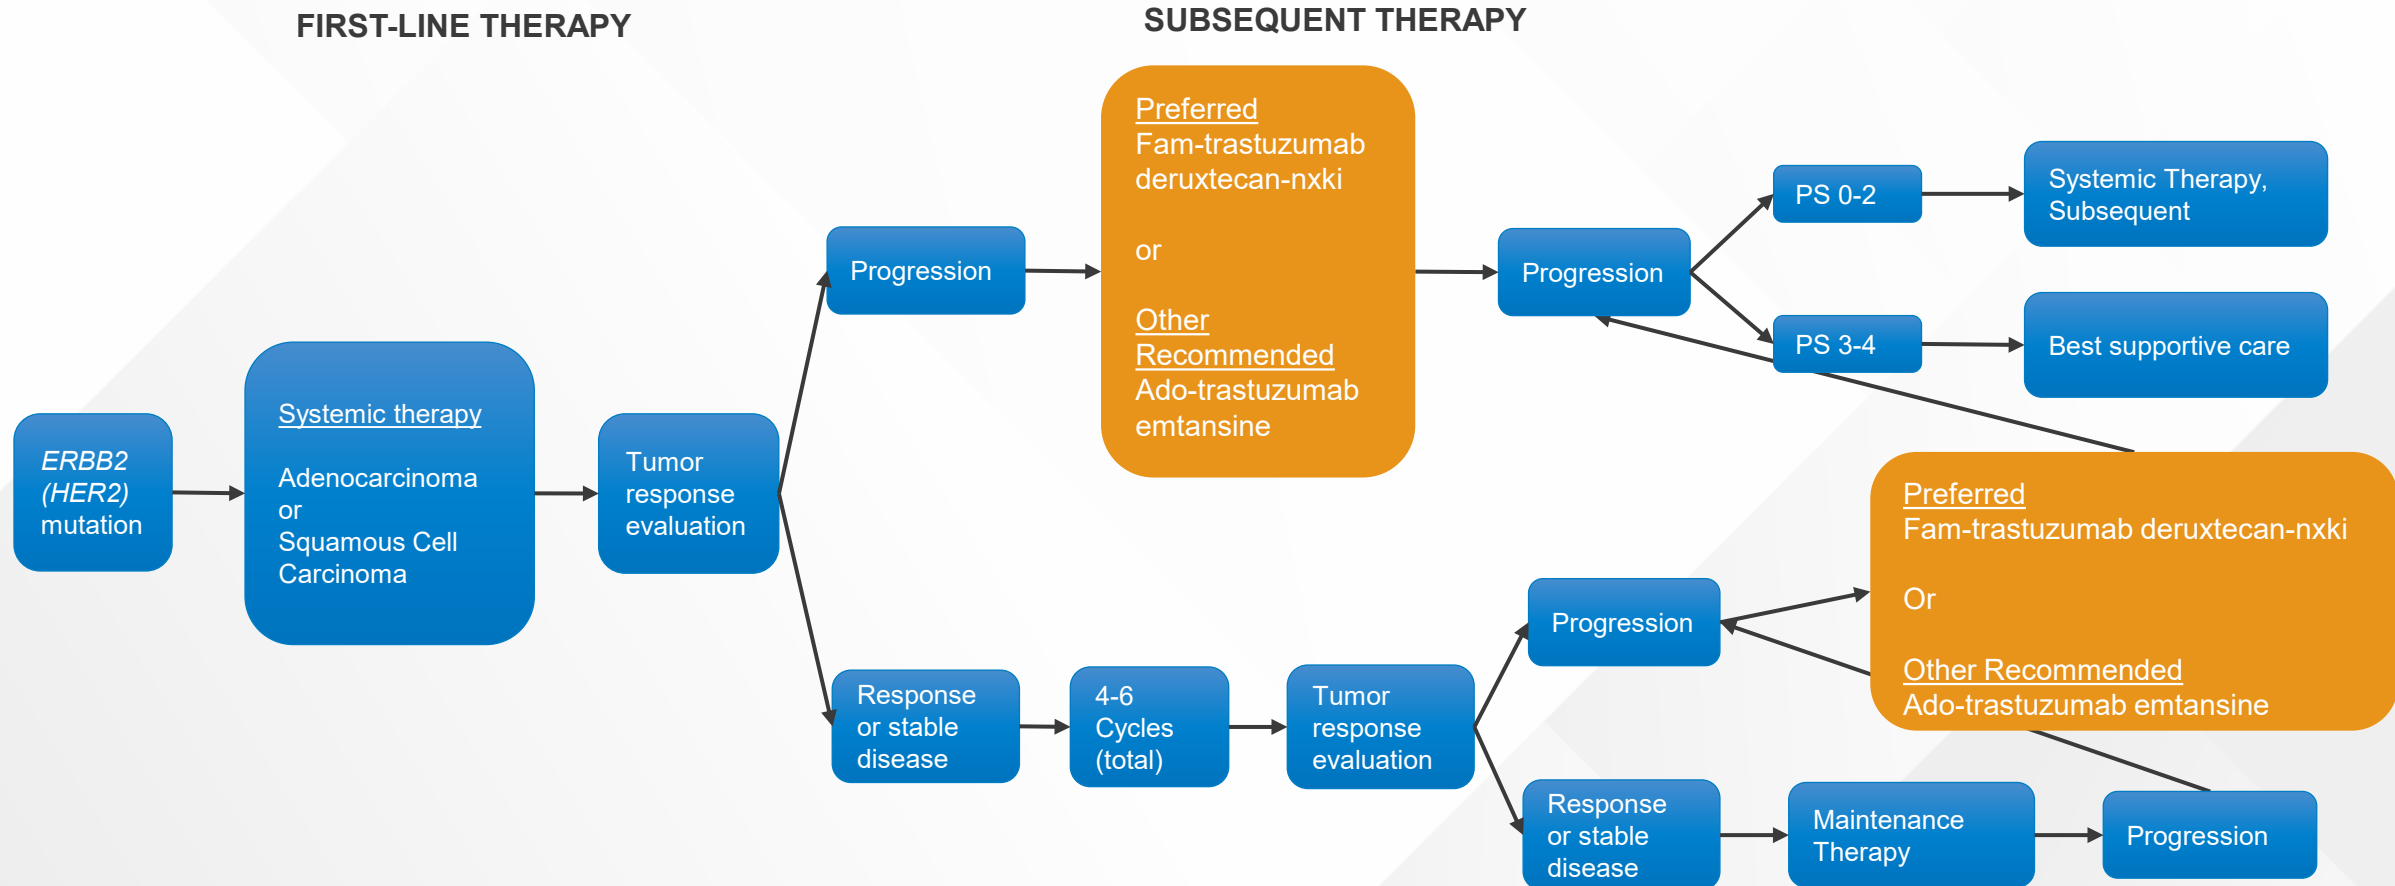 FIRST-LINE THERAPY
SUBSEQUENT THERAPY
ERBB2
(HER2)
mutation
Systemic therapy
Adenocarcinoma
or
Squamous Cell
Carcinoma
Tumor
response
evaluation
Progression
Preferred
Fam-trastuzumab
deruxtecan-nxki
or
Other
Recommended
Ado-trastuzumab
emtansine
Progression
PS 0-2
Systemic Therapy,
Subsequent
PS 3-4
Best supportive care
Response
or stable
disease
4-6
Cycles
(total)
Tumor
response
evaluation
Progression
Preferred
Fam-trastuzumab deruxtecan-nxki
Or
Other Recommended
Ado-trastuzumab emtansine
Response
or stable
disease
Maintenance
Therapy
Progression